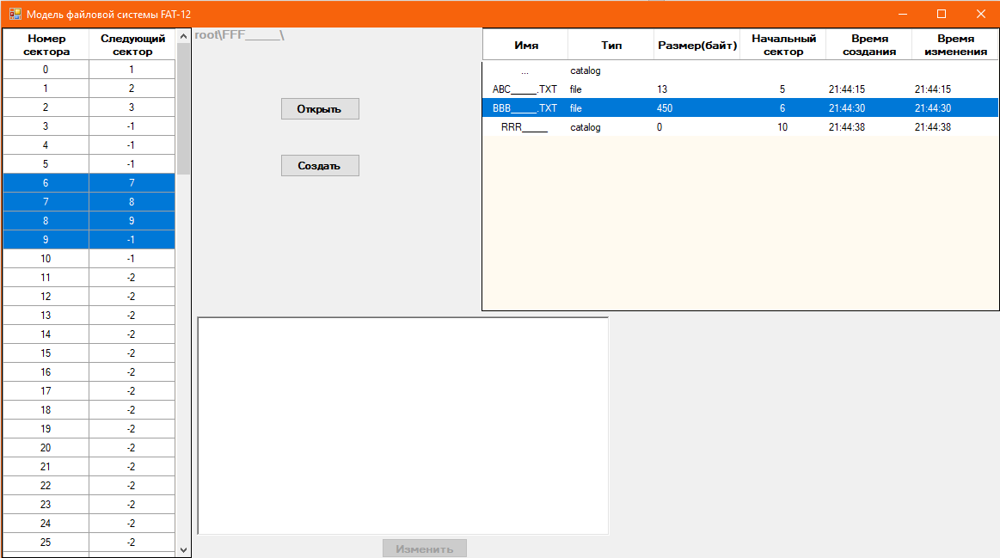 Модель файловой системы FAT-12
Номер сектора Следующий сектор
0 1
1 2
2 3
3 -1
4 -1
5 -1
6 7
7 8
8 9
9 -1
10 -1
11 -2
12 -2
13 -2
14 -2
15 -2
16 -2
17 -2
18 -2
19 -2
20 -2
21 -2
22 -2
23 -2
24 -2
25 -2
root\FFF_____\
Открыть
Создать
Имя Тип Размер(байт) Начальный сектор Время создания Время изменения
... catalog
ABC_____.TXT file 13 5 21:44:15 21:44:15
BBB_____.TXT file 450 6 21:44:30 21:44:30
RRR_____ catalog 0 10 21:44:38 21:44:38
Изменить